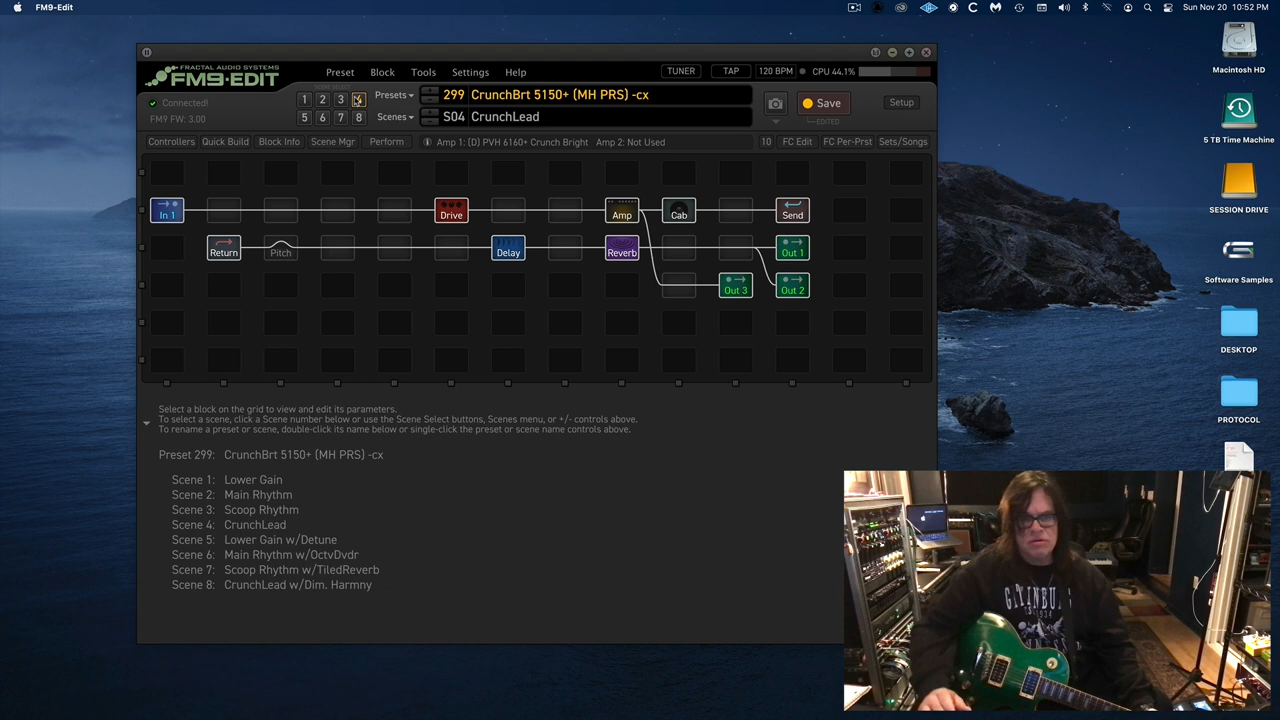 FM9-Edit
Sun Nov 20 10:52 PM
FRACTAL AUDIO SYSTEMS
FM9-EDIT
Preset Block Tools Settings Help
TUNER TAP 120 BPM CPU 44.1%
Connected!
FM9 FW: 3.00
SCENE SELECT
1 2 3 4
5 6 7 8
Presets 299 CrunchBrt 5150+ (MH PRS) -cx
Scenes S04 CrunchLead
Save
EDITED
Setup
Controllers Quick Build Block Info Scene Mgr Perform
Amp 1: (D) PVH 6160+ Crunch Bright Amp 2: Not Used
10 FC Edit FC Per-Prst Sets/Songs
In 1 Drive Amp Cab Send
Return Pitch Delay Reverb Out 1
Out 3 Out 2
Select a block on the grid to view and edit its parameters.
To select a scene, click a Scene number below or use the Scene Select buttons, Scenes menu, or +/- controls above.
To rename a preset or scene, double-click its name below or single-click the preset or scene name controls above.
Preset 299: CrunchBrt 5150+ (MH PRS) -cx
Scene 1: Lower Gain
Scene 2: Main Rhythm
Scene 3: Scoop Rhythm
Scene 4: CrunchLead
Scene 5: Lower Gain w/Detune
Scene 6: Main Rhythm w/OctvDvdr
Scene 7: Scoop Rhythm w/TiledReverb
Scene 8: CrunchLead w/Dim. Harmny
Macintosh HD
5 TB Time Machine
SESSION DRIVE
Software Samples
DESKTOP
PROTOCOL